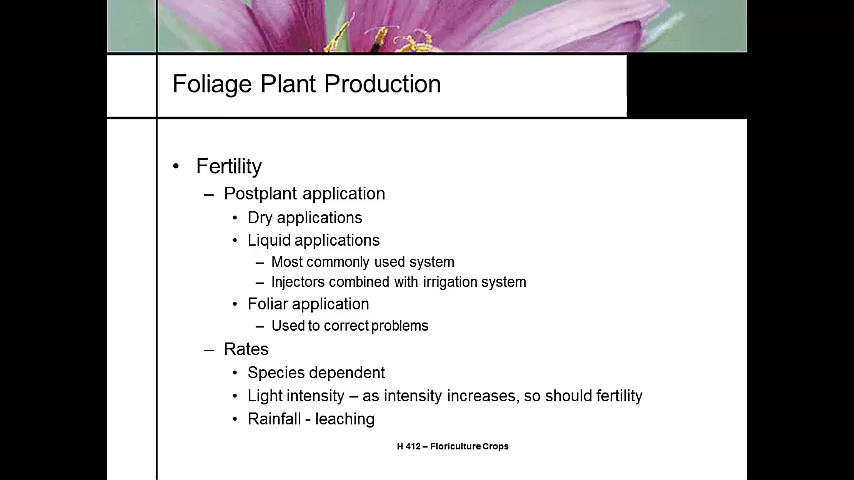 Foliage Plant Production
• Fertility
– Postplant application
• Dry applications
• Liquid applications
– Most commonly used system
– Injectors combined with irrigation system
• Foliar application
– Used to correct problems
– Rates
• Species dependent
• Light intensity – as intensity increases, so should fertility
• Rainfall - leaching
H 412 – Floriculture Crops